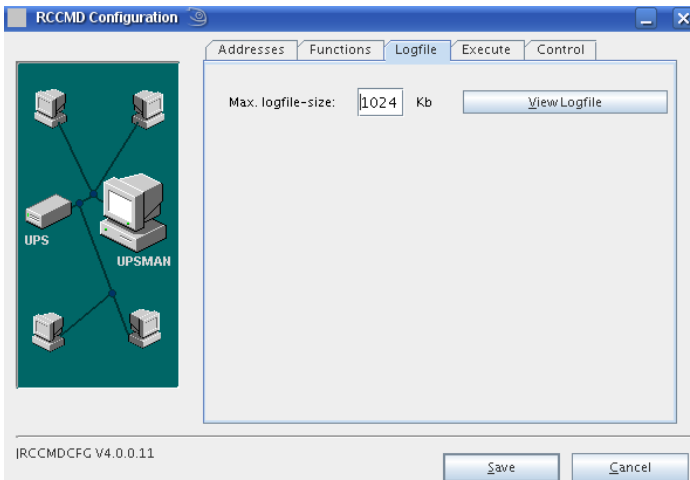 RCCMD Configuration
Addresses Functions Logfile Execute Control
Max. logfile-size: 1024 Kb View Logfile
UPS
UPSMAN
JRCCMDCFG V4.0.0.11
Save Cancel